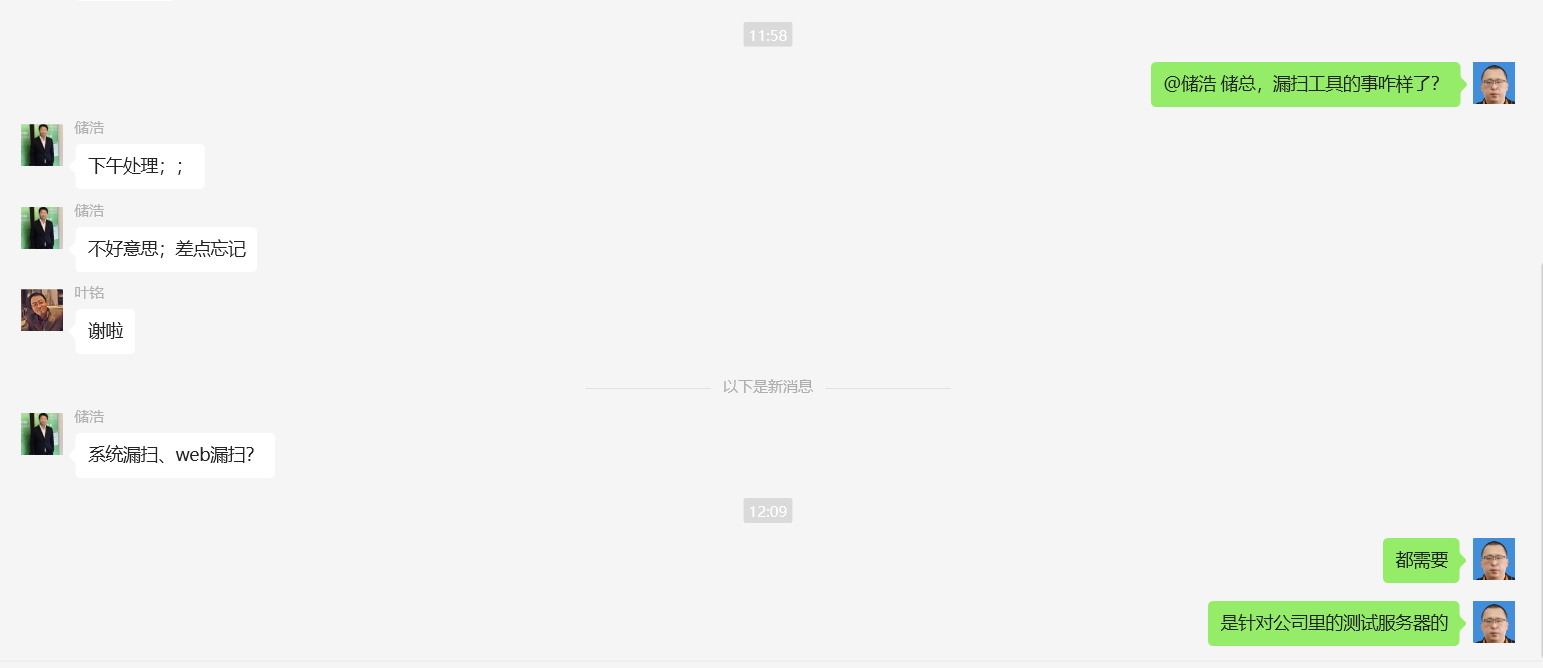 11:58
@储浩 储总，漏扫工具的事咋样了？
储浩
下午处理；；
储浩
不好意思；差点忘记
叶铭
谢啦
以下是新消息
储浩
系统漏扫、web漏扫？
12:09
都需要
是针对公司里的测试服务器的